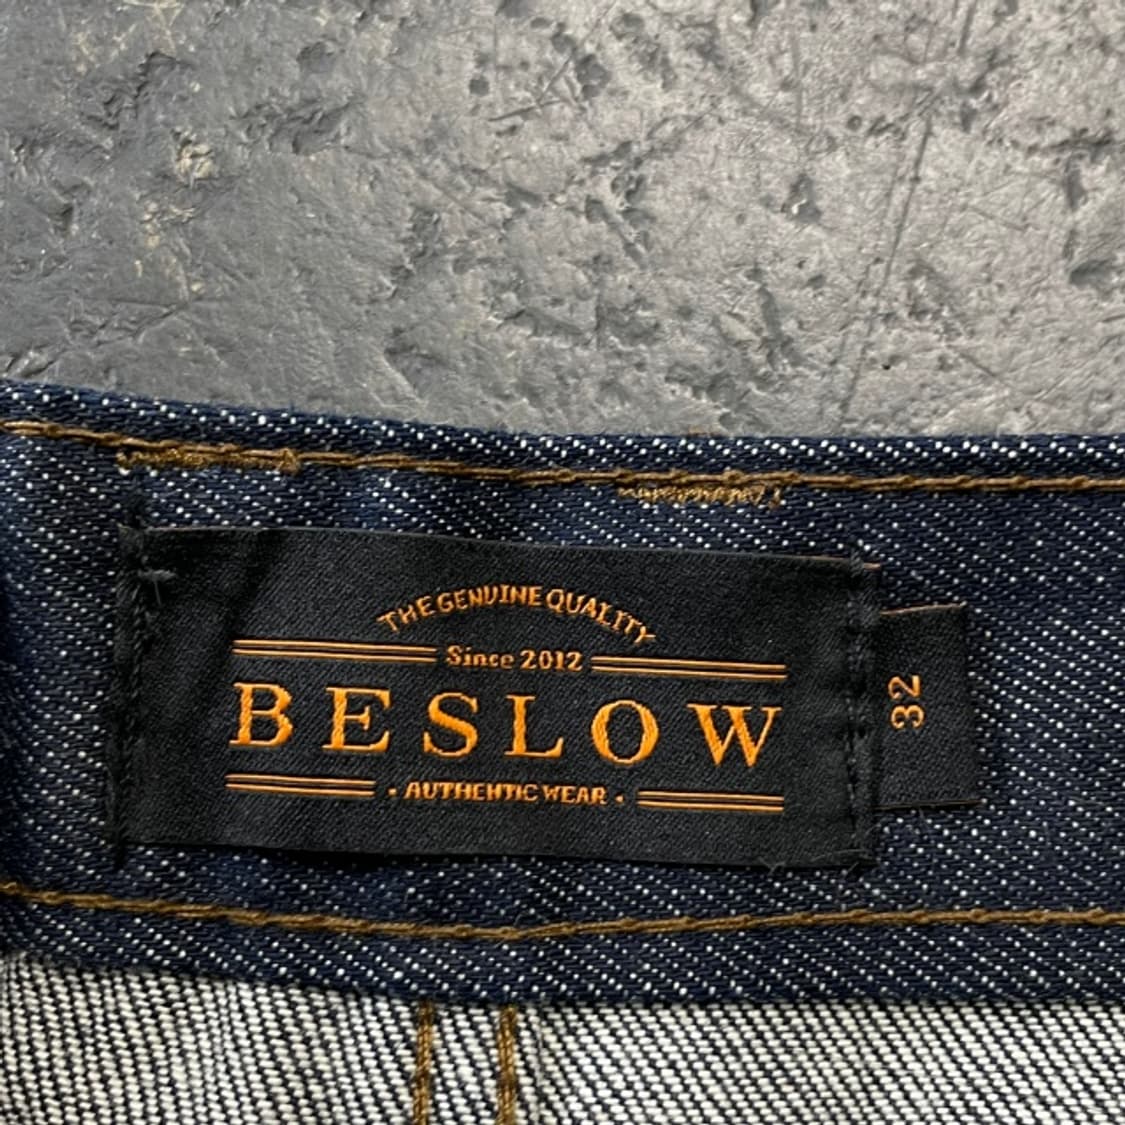 THE GENUINE QUALITY
Since 2012
BESLOW
• AUTHENTIC WEAR •
32